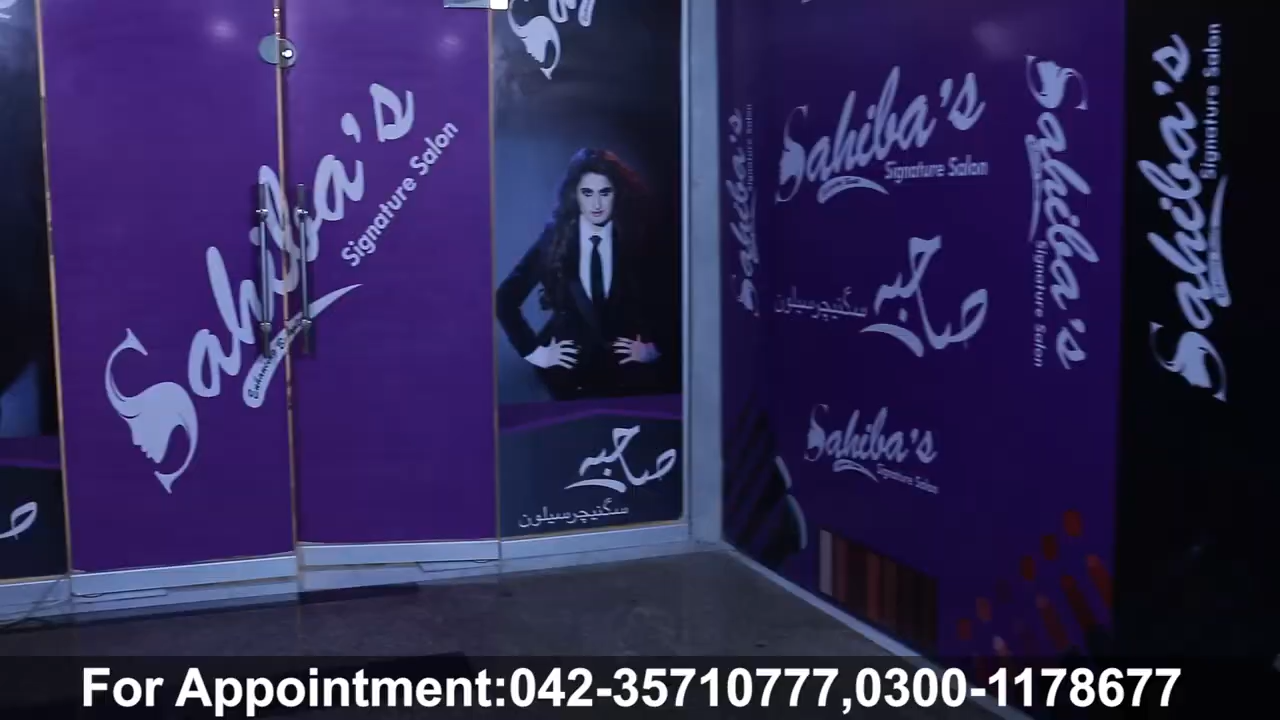 Sahiba's
Signature Salon
صاحبہ
سگنیچر سیلون
Sahiba's
Signature Salon
Sahiba's
Signature Salon
صاحبہ
سگنیچر سیلون
Sahiba's
Signature Salon
Sahiba's
Signature Salon
Sahiba's
Signature Salon
For Appointment:042-35710777,0300-1178677